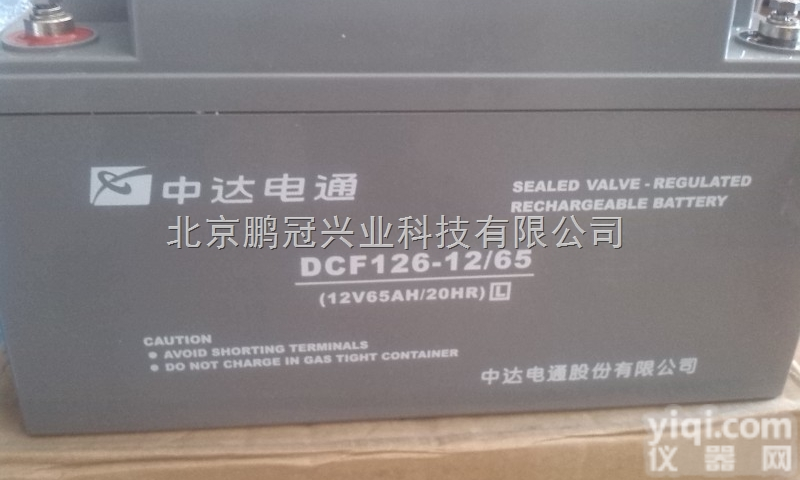 中达电通
SEALED VALVE - REGULATED
RECHARGEABLE BATTERY
北京鹏冠兴业科技有限公司
DCF126-12/65
(12V65AH/20HR) L
CAUTION
● AVOID SHORTING TERMINALS
● DO NOT CHARGE IN GAS TIGHT CONTAINER
中达电通股份有限公司
yiqi.com
仪器网